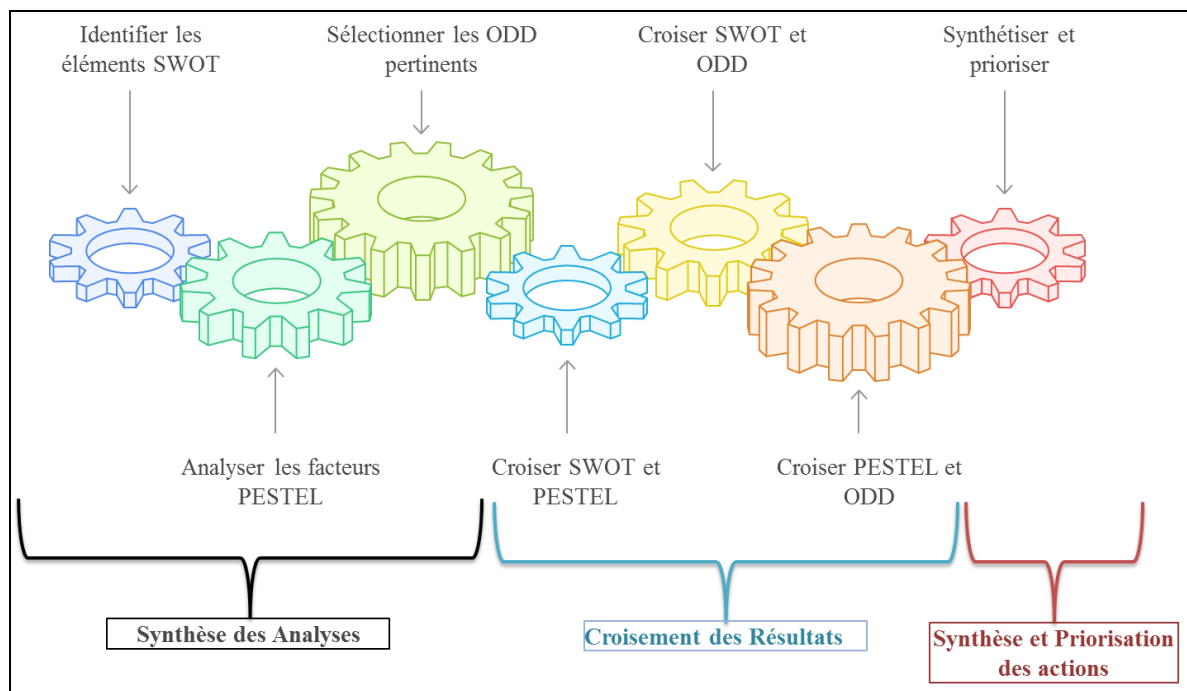 Identifier les
éléments SWOT
Sélectionner les ODD
pertinents
Croiser SWOT et
ODD
Synthétiser et
prioriser
Analyser les facteurs
PESTEL
Croiser SWOT et
PESTEL
Croiser PESTEL et
ODD
Synthèse des Analyses
Croisement des Résultats
Synthèse et Priorisation
des actions